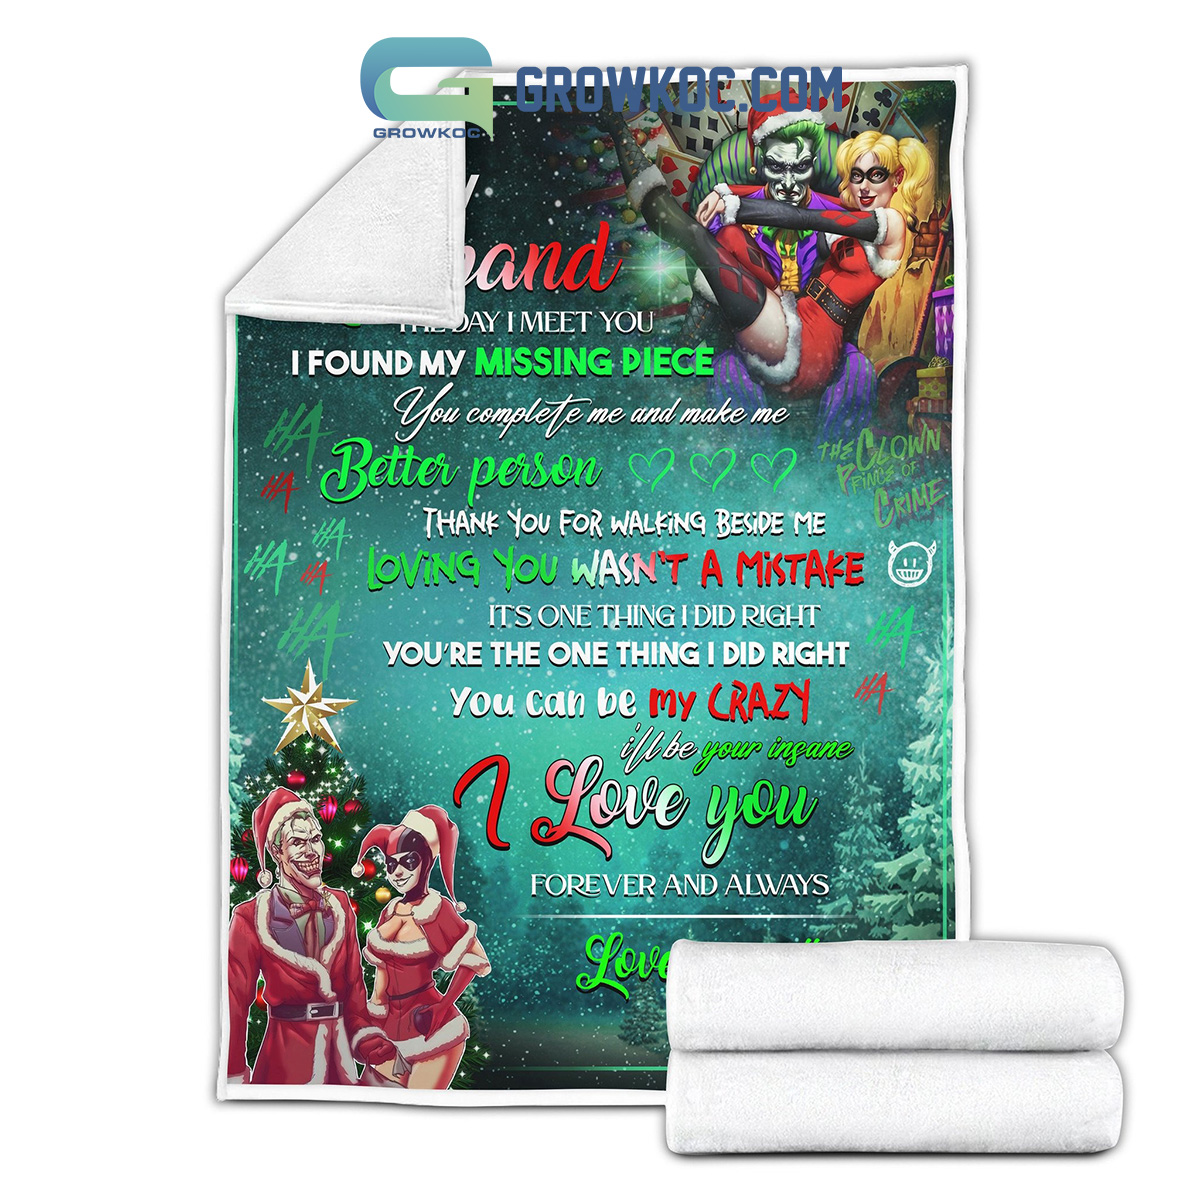 GROWKOC.COM
GROWKOC
THE DAY I MEET YOU
I FOUND MY MISSING PIECE
You complete me and make me
Better person
THANK YOU FOR WALKING BESIDE ME
LOVING YOU WASN'T A MISTAKE
IT'S ONE THING I DID RIGHT
YOU'RE THE ONE THING I DID RIGHT
You can be my CRAZY
i'll be your insane
I Love you
FOREVER AND ALWAYS
HA
HA
HA
HA
HA
HA
HA
HA
THE CLOWN
PRINCE OF
CRIME